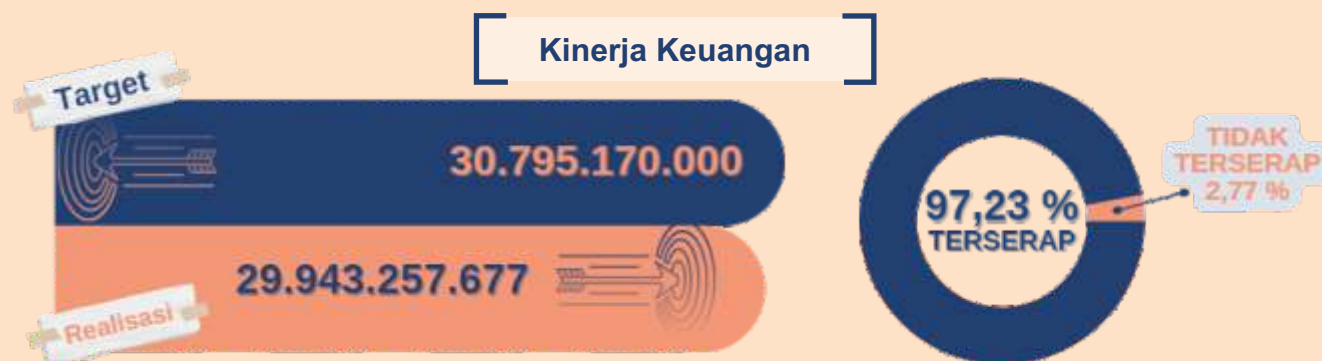 Kinerja Keuangan
Target
30.795.170.000
29.943.257.677
Realisasi
97,23 %
TERSERAP
TIDAK
TERSERAP
2,77 %